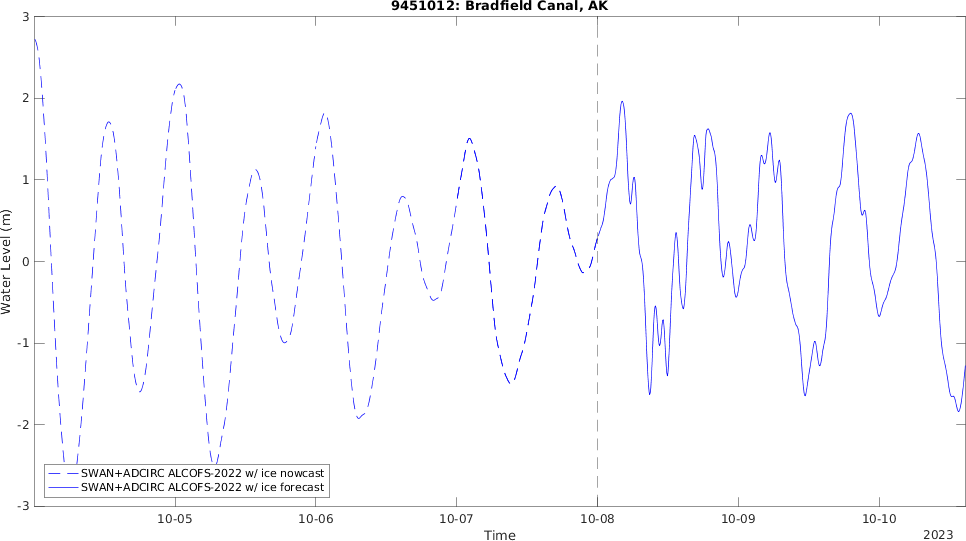 9451012: Bradfield Canal, AK
3
2
1
0
-1
-2
-3
Water Level (m)
SWAN+ADCIRC ALCOFS-2022 w/ ice nowcast
SWAN+ADCIRC ALCOFS-2022 w/ ice forecast
10-05
10-06
10-07
10-08
10-09
10-10
Time
2023